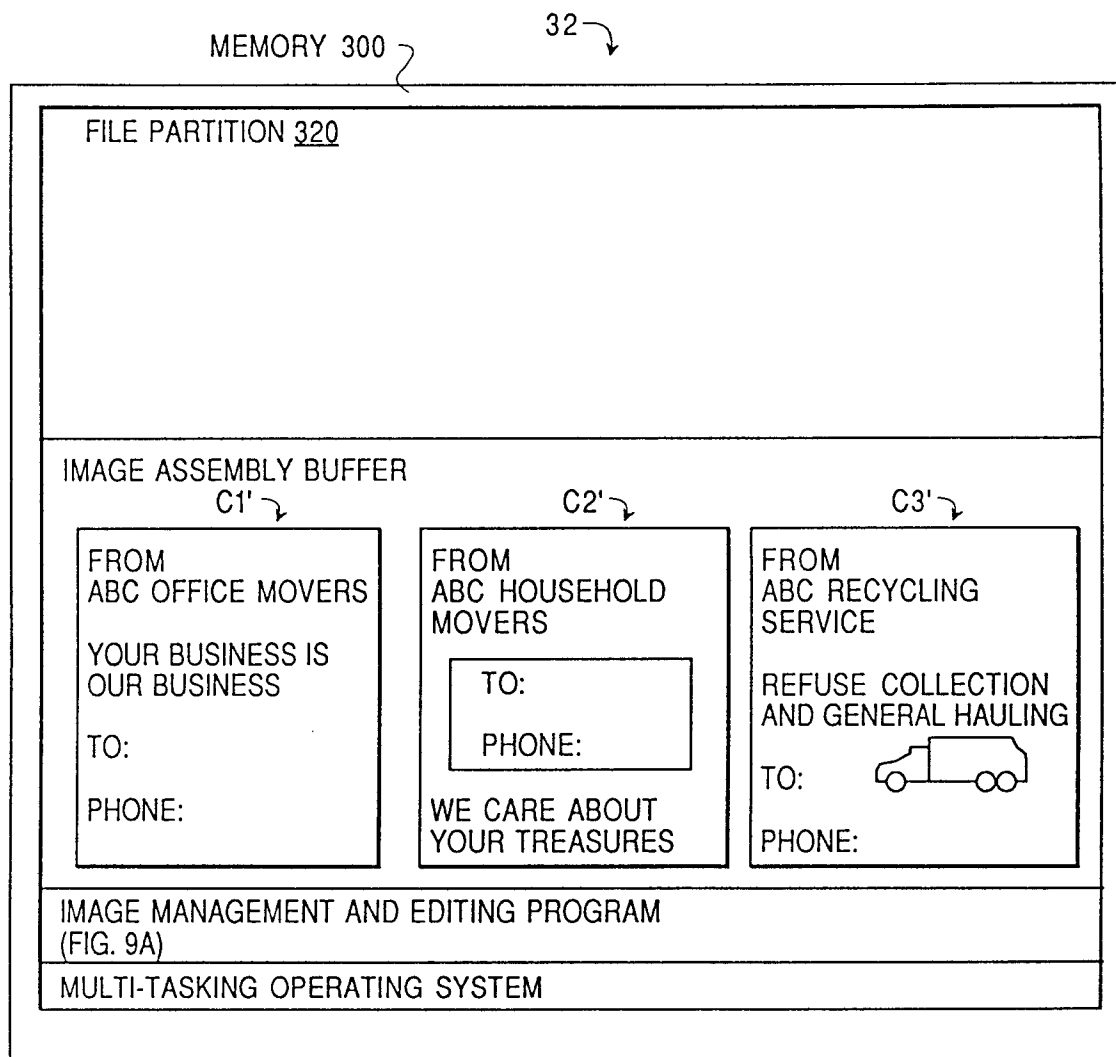 32
MEMORY 300
FILE PARTITION 320
IMAGE ASSEMBLY BUFFER
C1'
FROM
ABC OFFICE MOVERS
YOUR BUSINESS IS
OUR BUSINESS
TO:
PHONE:
C2'
FROM
ABC HOUSEHOLD
MOVERS
TO:
PHONE:
WE CARE ABOUT
YOUR TREASURES
C3'
FROM
ABC RECYCLING
SERVICE
REFUSE COLLECTION
AND GENERAL HAULING
TO:
PHONE:
IMAGE MANAGEMENT AND EDITING PROGRAM
(FIG. 9A)
MULTI-TASKING OPERATING SYSTEM